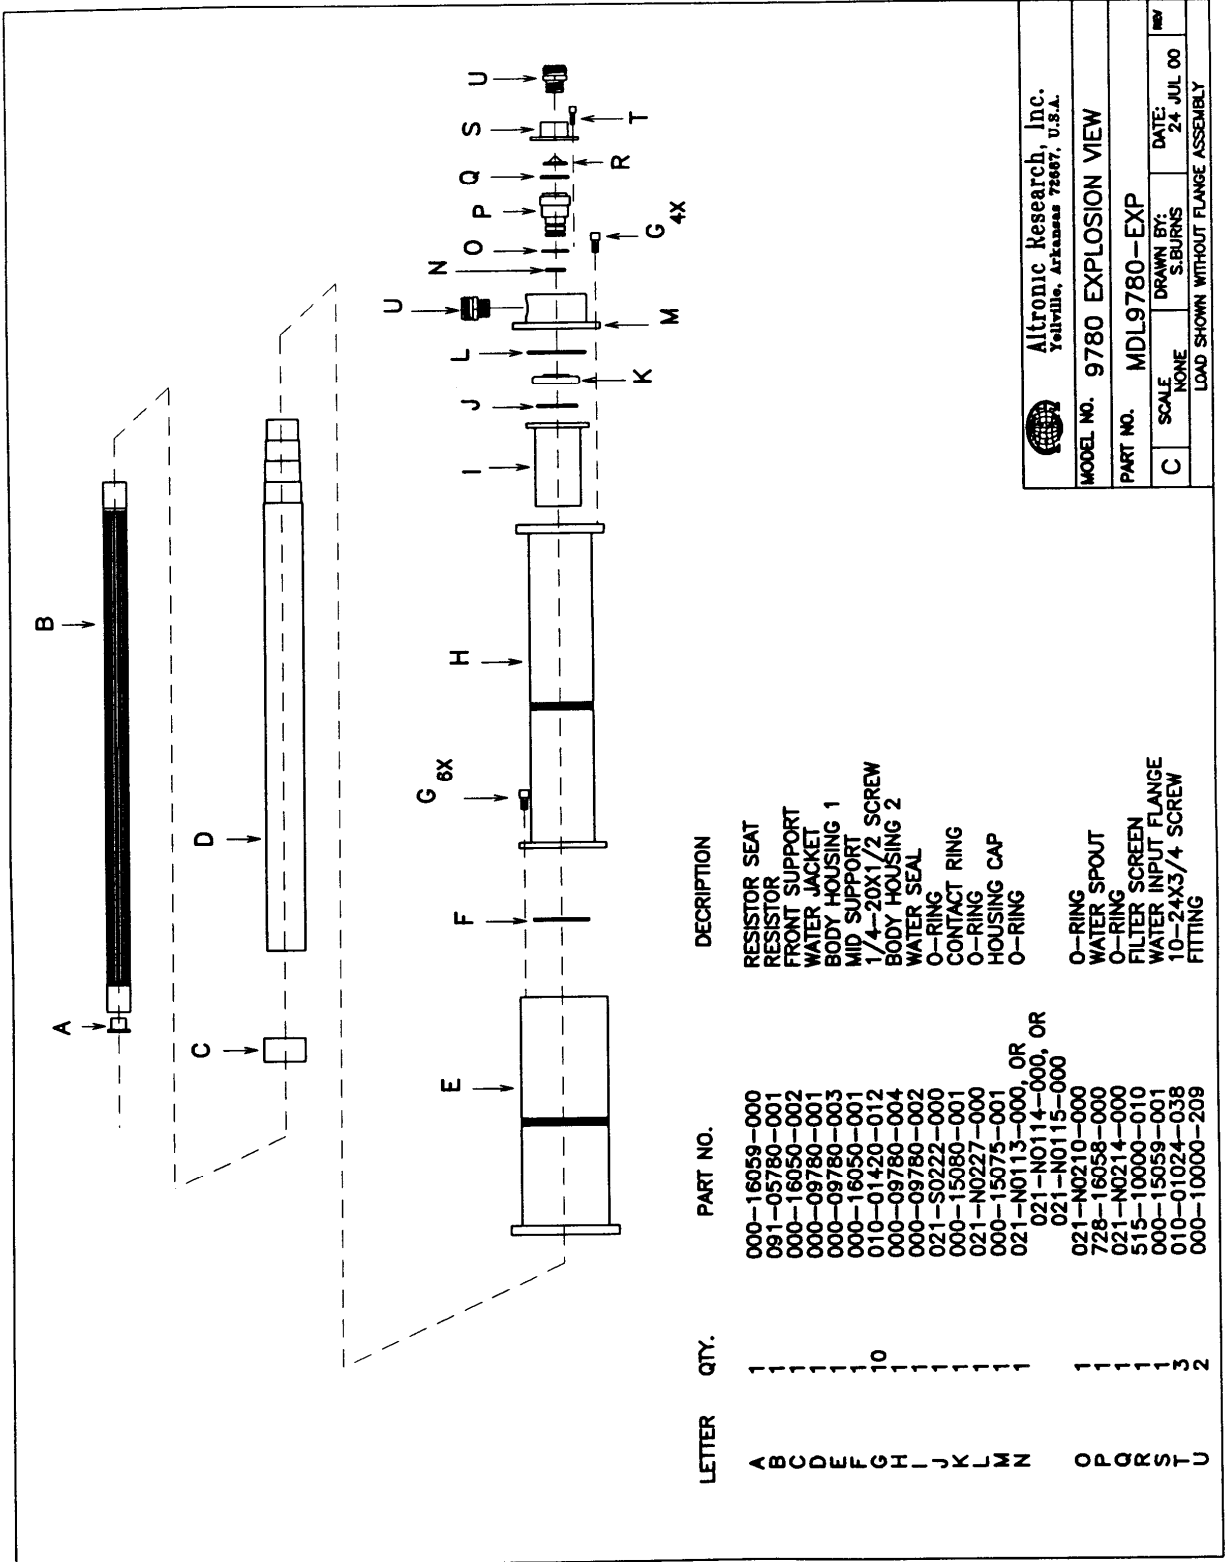 B
A
D
C
U
S
Q
P
O
N
U
T
R
G 4X
M
L
K
J
I
H
G 6X
F
E
LETTER QTY. PART NO. DECRIPTION
A 1 000-16059-000 RESISTOR SEAT
B 1 091-05780-001 RESISTOR
C 1 000-16050-002 FRONT SUPPORT
D 1 000-09780-001 WATER JACKET
E 1 000-09780-003 BODY HOUSING 1
F 1 000-16050-001 MID SUPPORT
G 10 010-01420-012 1/4-20X1/2 SCREW
H 1 000-09780-004 BODY HOUSING 2
I 1 000-09780-002 WATER SEAL
J 1 021-S0222-000 O-RING
K 1 000-15080-001 CONTACT RING
L 1 021-N0227-000 O-RING
M 1 000-15075-001 HOUSING CAP
N 1 021-N0113-000, OR O-RING
021-N0114-000, OR
021-N0115-000
O 1 021-N0210-000 O-RING
P 1 728-16058-000 WATER SPOUT
Q 1 021-N0214-000 O-RING
R 1 515-10000-010 FILTER SCREEN
S 1 000-15059-001 WATER INPUT FLANGE
T 3 010-01024-038 10-24X3/4 SCREW
U 2 000-10000-209 FITTING
Altronic Research, Inc.
Yellville, Arkansas 72687, U.S.A.
MODEL NO. 9780 EXPLOSION VIEW
PART NO. MDL9780-EXP
C SCALE NONE DRAWN BY: S.BURNS DATE: 24 JUL 00 REV
LOAD SHOWN WITHOUT FLANGE ASSEMBLY